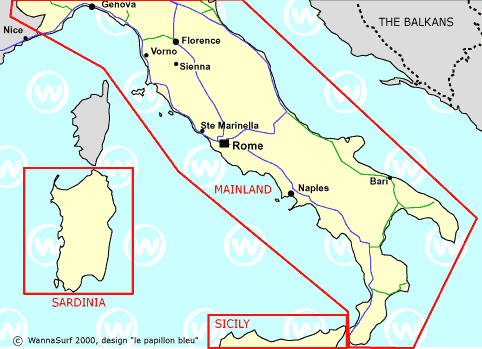 Genova
THE BALKANS
Nice
Florence
Vorno
Sienna
Ste Marinella
Rome
Bari
MAINLAND
Naples
SARDINIA
SICILY
© WannaSurf 2000, design "le papillon bleu"
W
W
W
W
W
W
W
W
W
W
W
W